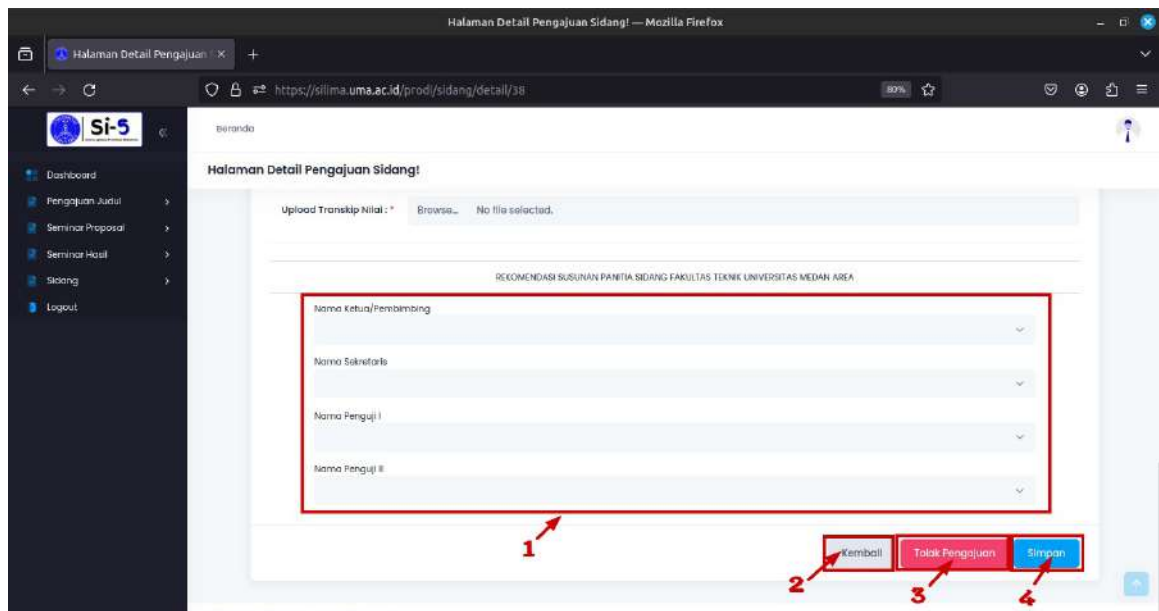 Halaman Detail Pengajuan Sidang! — Mozilla Firefox
Halaman Detail Pengajuan
https://silima.uma.ac.id/prodi/sidang/detail/38
80%
Si-5
Beranda
Halaman Detail Pengajuan Sidang!
Dashboard
Pengajuan Judul
Seminar Proposal
Seminar Hasil
Sidang
Logout
Upload Transkip Nilai : * Browse... No file selected.
REKOMENDASI SUSUNAN PANITIA SIDANG FAKULTAS TEKNIK UNIVERSITAS MEDAN AREA
Nama Ketua/Pembimbing
Nama Sekretaris
Nama Penguji I
Nama Penguji II
1
Kembali Tolak Pengajuan Simpan
2 3 4